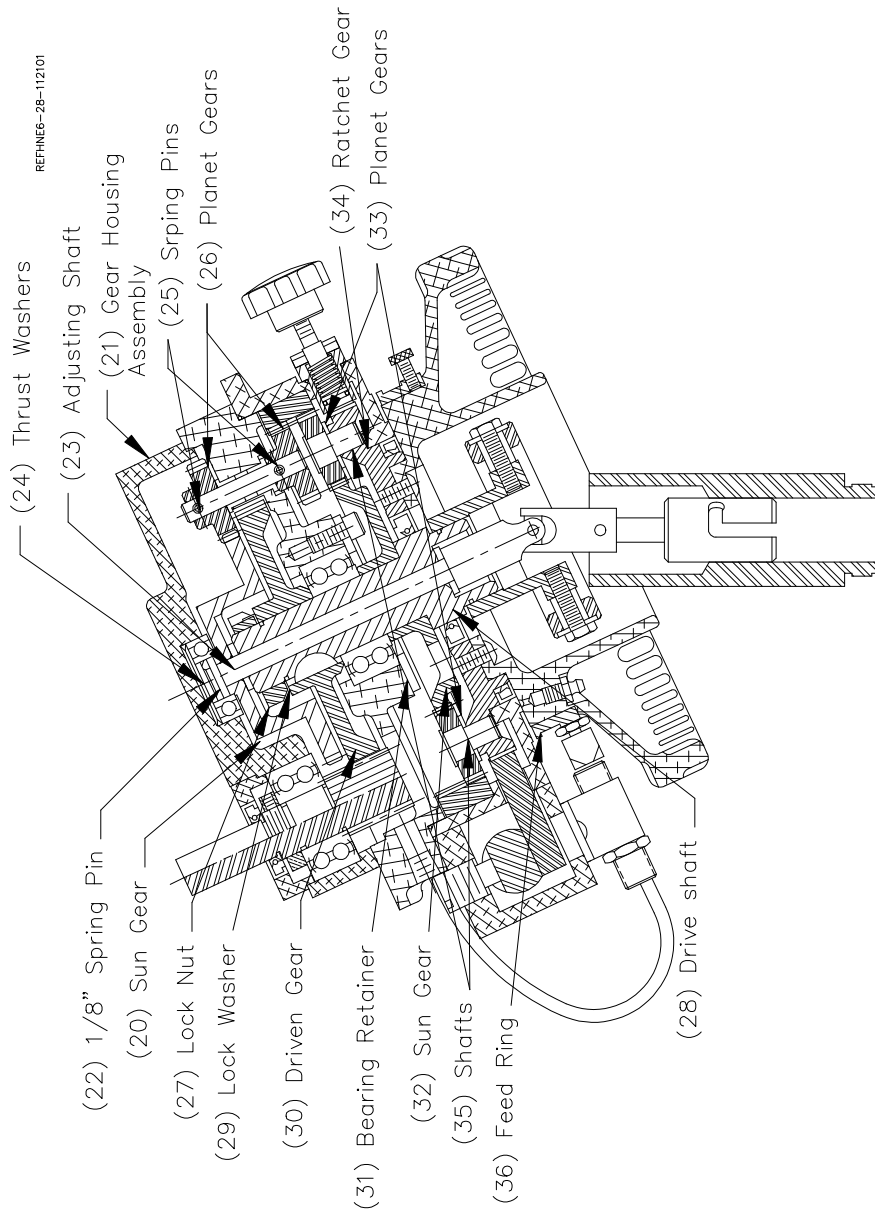 REFHNE6-28-112101
(24) Thrust Washers
(23) Adjusting Shaft
(21) Gear Housing
Assembly
(25) Srping Pins
(26) Planet Gears
(34) Ratchet Gear
(33) Planet Gears
(22) 1/8" Spring Pin
(20) Sun Gear
(27) Lock Nut
(29) Lock Washer
(30) Driven Gear
(31) Bearing Retainer
(32) Sun Gear
(35) Shafts
(36) Feed Ring
(28) Drive shaft